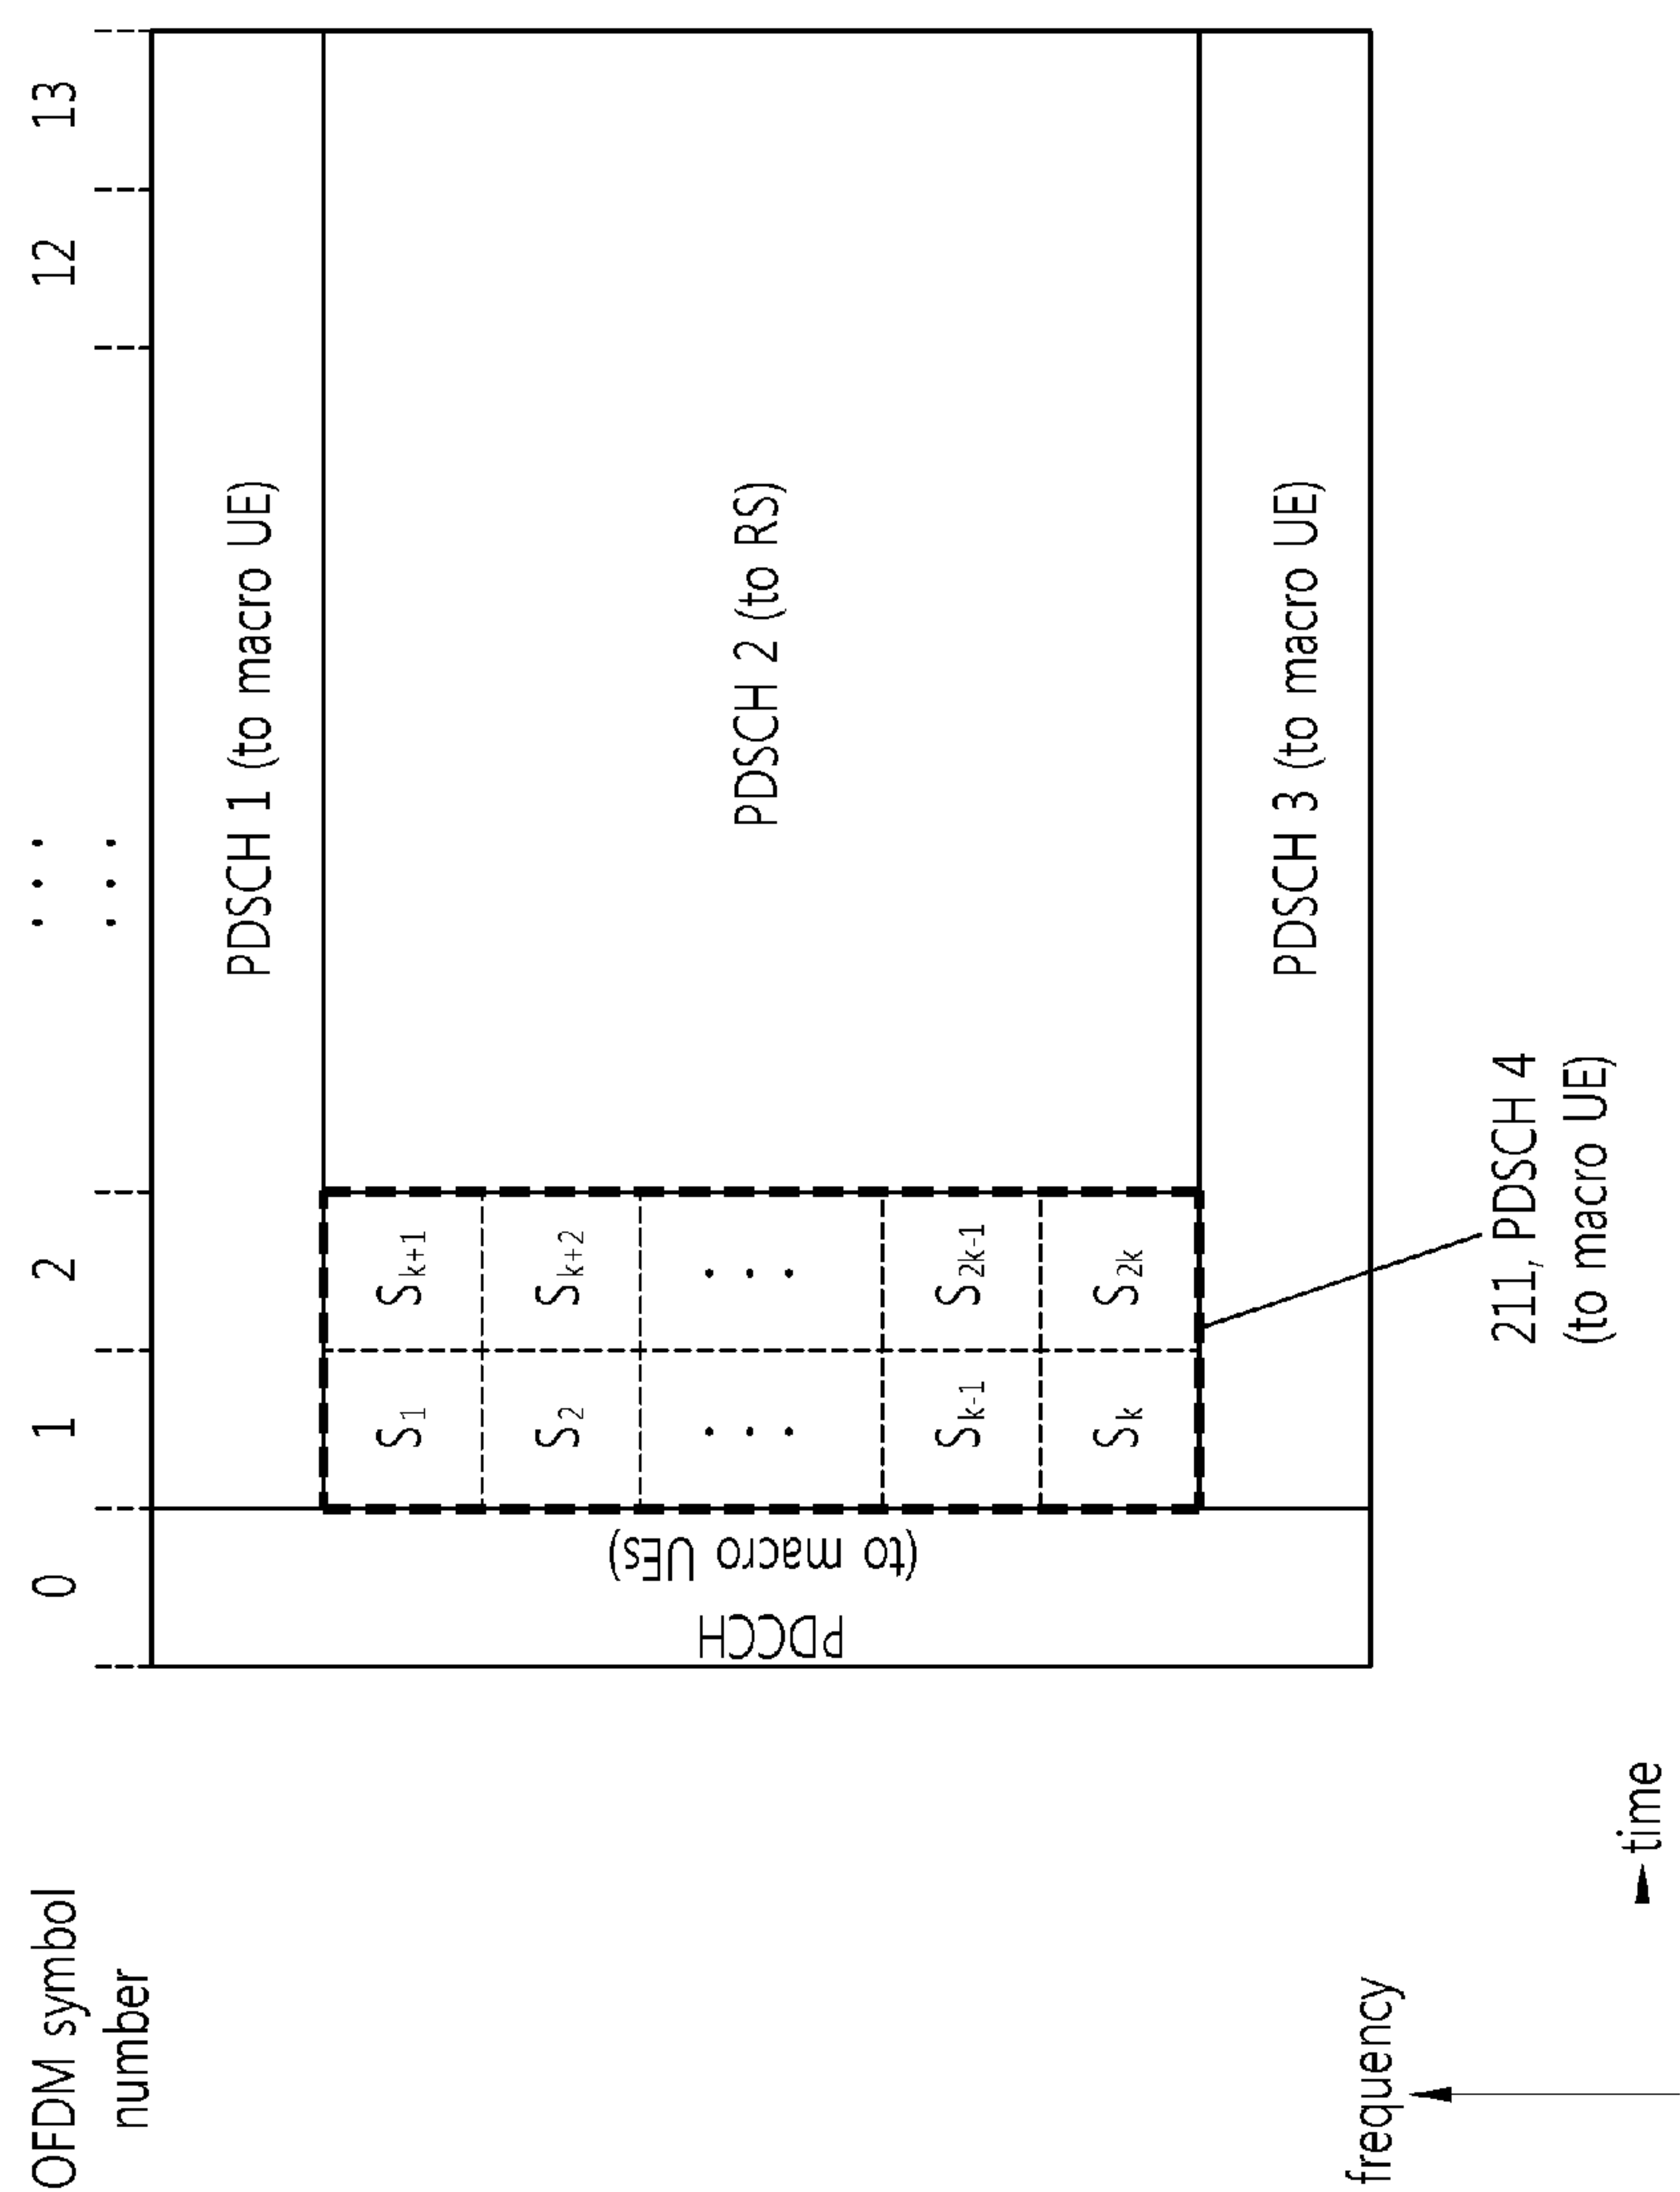 OFDM symbol
number
0 1 2 ... 12 13
...
PDSCH 1 (to macro UE)
PDCCH
(to macro UEs)
S1 Sk+1
S2 Sk+2
... ...
Sk-1 S2k-1
Sk S2k
PDSCH 2 (to RS)
PDSCH 3 (to macro UE)
211, PDSCH 4
(to macro UE)
frequency
time